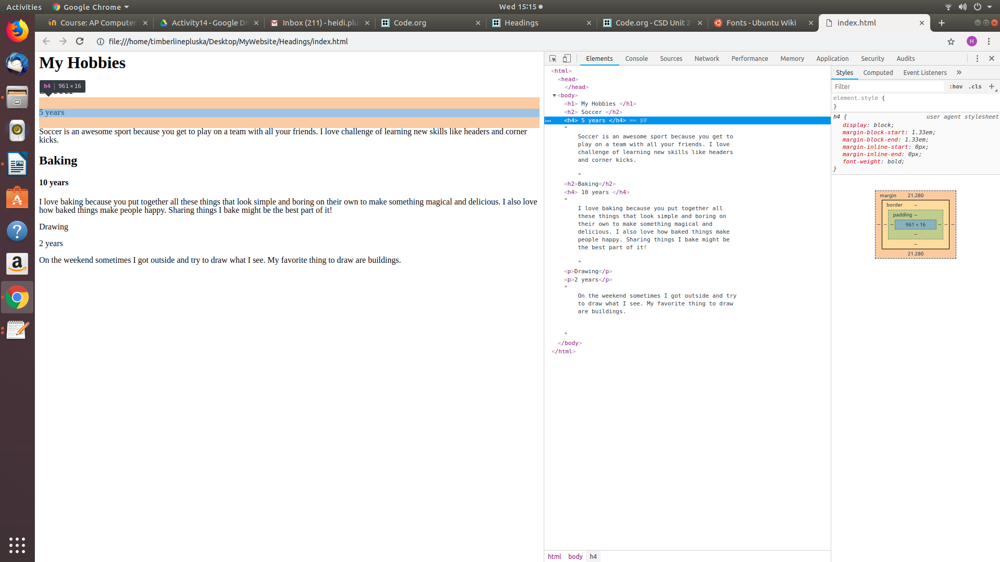 Activities Google Chrome Wed 15:15
Course: AP Computer Activity14 - Google Dr Inbox (211) - heidi.plu Code.org Headings Code.org - CSD Unit 2 Fonts - Ubuntu Wiki index.html
file:///home/timberlinepluska/Desktop/MyWebsite/Headings/index.html H
My Hobbies
h4 961 × 16
5 years
Soccer is an awesome sport because you get to play on a team with all your friends. I love challenge of learning new skills like headers and corner
kicks.
Baking
10 years
I love baking because you put together all these things that look simple and boring on their own to make something magical and delicious. I also love
how baked things make people happy. Sharing things I bake might be the best part of it!
Drawing
2 years
On the weekend sometimes I got outside and try to draw what I see. My favorite thing to draw are buildings.
Elements Console Sources Network Performance Memory Application Security Audits
<html>
<head>
</head>
<body>
<h1> My Hobbies </h1>
<h2> Soccer </h2>
<h4> 5 years </h4> == $0
"
Soccer is an awesome sport because you get to
play on a team with all your friends. I love
challenge of learning new skills like headers
and corner kicks.
"
<h2>Baking</h2>
<h4> 10 years </h4>
"
I love baking because you put together all
these things that look simple and boring on
their own to make something magical and
delicious. I also love how baked things make
people happy. Sharing things I bake might be
the best part of it!
"
<p>Drawing</p>
<p>2 years</p>
"
On the weekend sometimes I got outside and try
to draw what I see. My favorite thing to draw
are buildings.
"
</body>
</html>
html body h4
Styles Computed Event Listeners »
Filter :hov .cls +
element.style {
}
h4 { user agent stylesheet
display: block;
margin-block-start: 1.33em;
margin-block-end: 1.33em;
margin-inline-start: 0px;
margin-inline-end: 0px;
font-weight: bold;
}
margin 21.280
border –
padding –
– – – 961 × 16 – – –
–
–
21.280